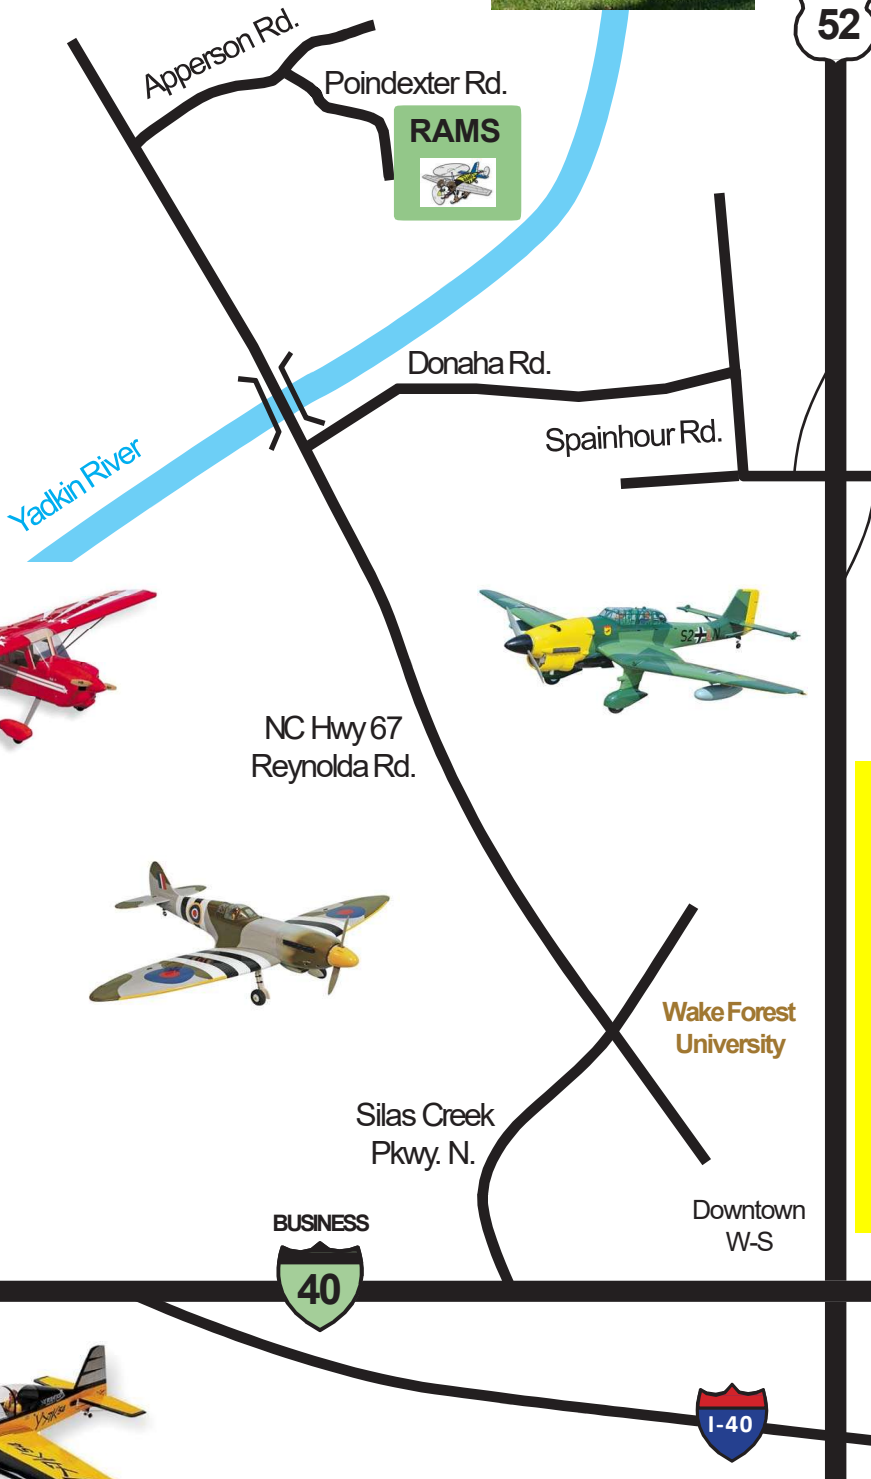 52
Apperson Rd.
Poindexter Rd.
RAMS
Donaha Rd.
Spainhour Rd.
Yadkin River
S2 N
NC Hwy 67
Reynolda Rd.
Wake Forest
University
Silas Creek
Pkwy. N.
Downtown
W-S
BUSINESS
40
I-40